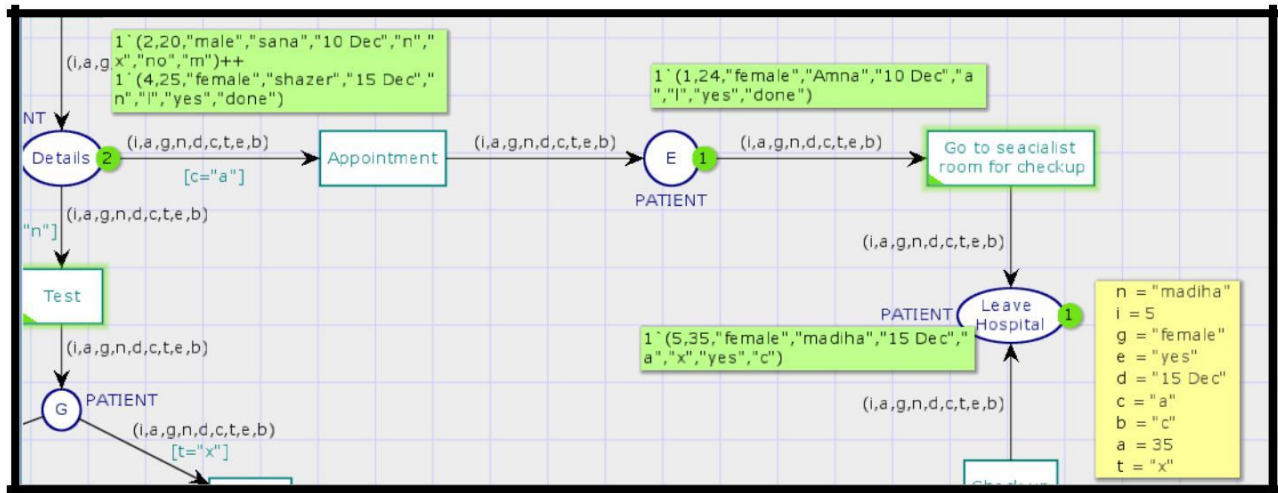 1`(2,20,"male","sana","10 Dec","n","
x","no","m")++
1`(4,25,"female","shazer","15 Dec","
n","l","yes","done")
(i,a,g
1`(1,24,"female","Amna","10 Dec","a
","l","yes","done")
NT
Details
2
(i,a,g,n,d,c,t,e,b)
[c="a"]
Appointment
(i,a,g,n,d,c,t,e,b)
E
1
PATIENT
(i,a,g,n,d,c,t,e,b)
Go to seacialist
room for checkup
(i,a,g,n,d,c,t,e,b)
"n"]
(i,a,g,n,d,c,t,e,b)
Test
PATIENT
Leave
Hospital
1
1`(5,35,"female","madiha","15 Dec","
a","x","yes","c")
n = "madiha"
i = 5
g = "female"
e = "yes"
d = "15 Dec"
c = "a"
b = "c"
a = 35
t = "x"
(i,a,g,n,d,c,t,e,b)
G
PATIENT
(i,a,g,n,d,c,t,e,b)
[t="x"]
(i,a,g,n,d,c,t,e,b)